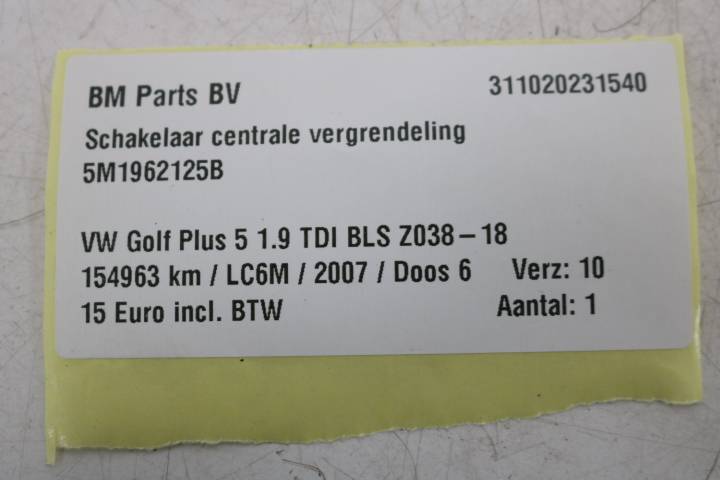 BM Parts BV 311020231540
Schakelaar centrale vergrendeling
5M1962125B
VW Golf Plus 5 1.9 TDI BLS Z038–18
154963 km / LC6M / 2007 / Doos 6 Verz: 10
15 Euro incl. BTW Aantal: 1